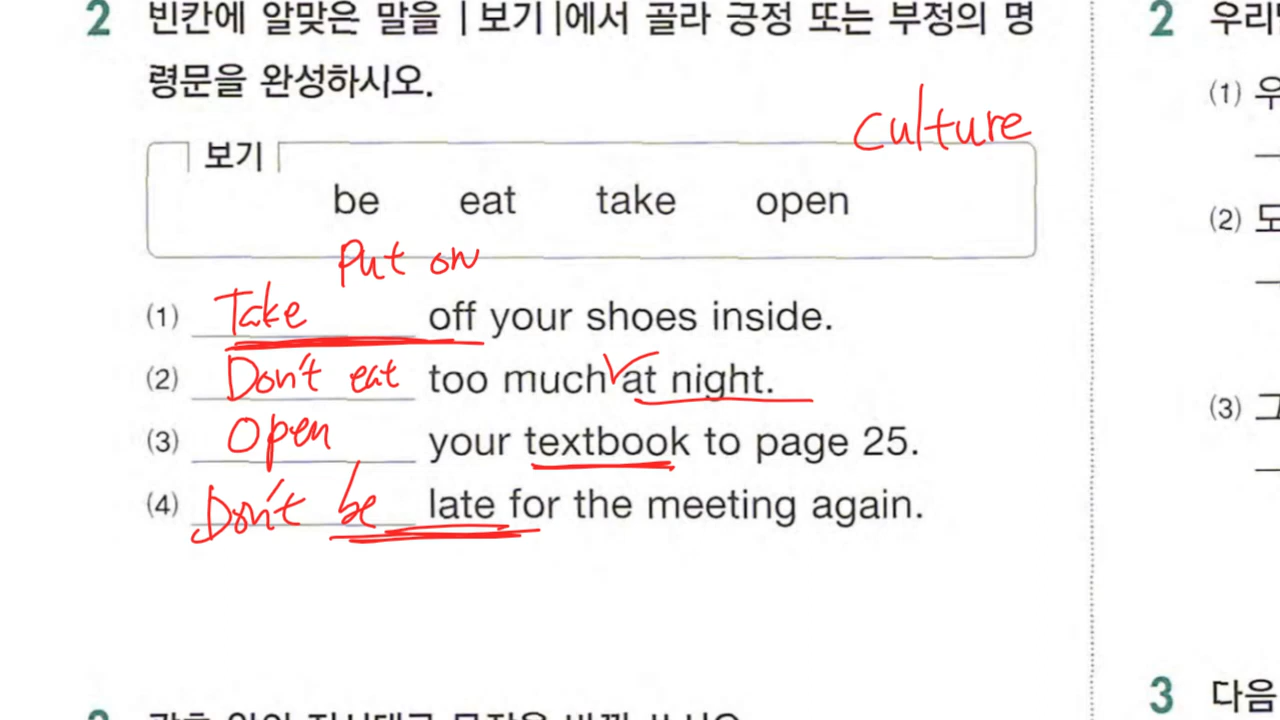 2 빈칸에 알맞은 말을 | 보기 |에서 골라 긍정 또는 부정의 명
령문을 완성하시오.
culture
보기
be eat take open
Put on
(1) Take off your shoes inside.
(2) Don't eat too much at night.
(3) Open your textbook to page 25.
(4) Don't be late for the meeting again.
2
(1) 우
(2) 도
(3) 그
3 다음